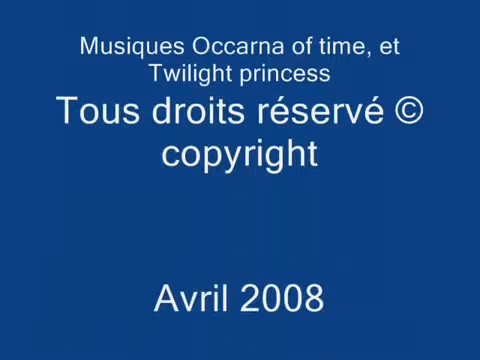 Musiques Occarna of time, et
Twilight princess
Tous droits réservé ©
copyright
Avril 2008